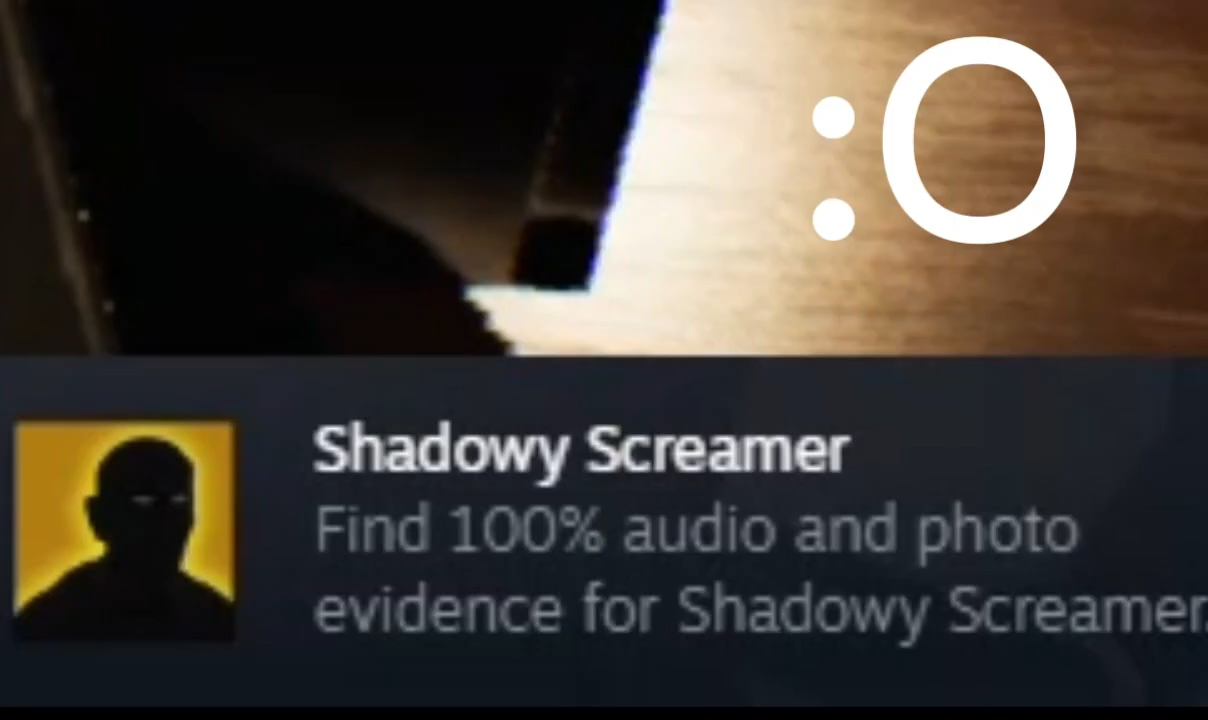 :O
Shadowy Screamer
Find 100% audio and photo
evidence for Shadowy Screamer.